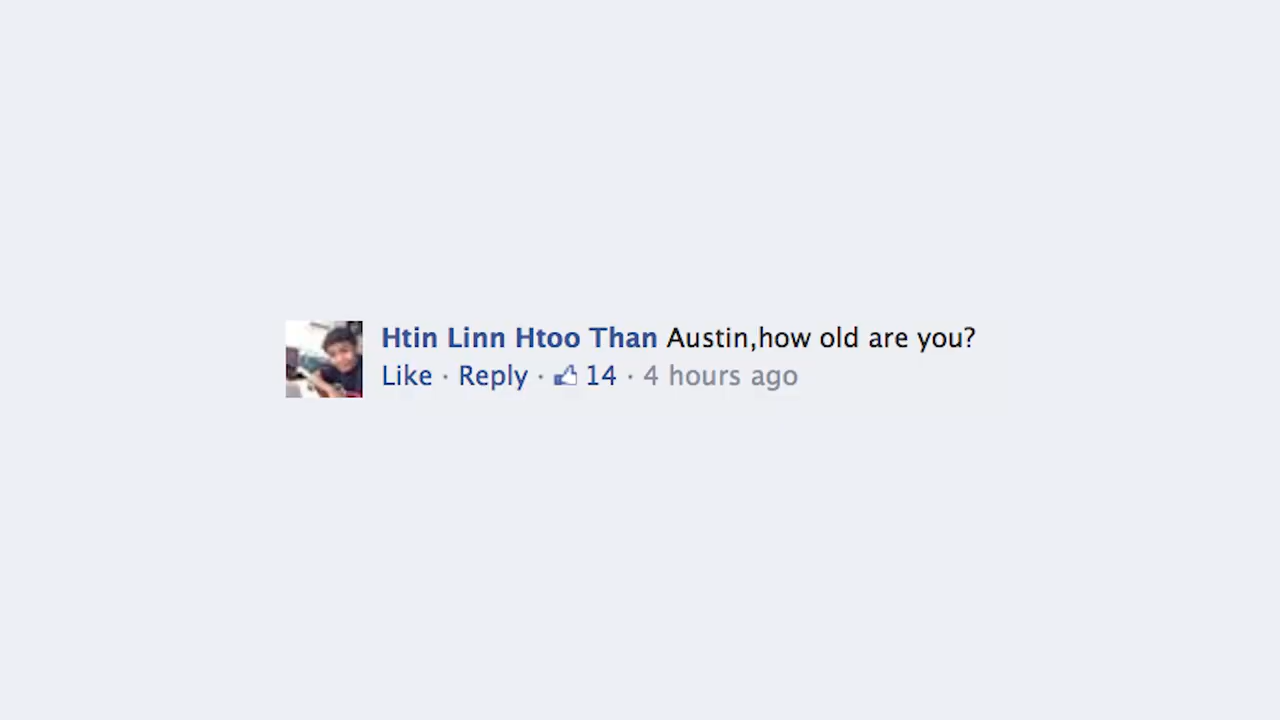 Htin Linn Htoo Than Austin,how old are you?
Like · Reply · 14 · 4 hours ago